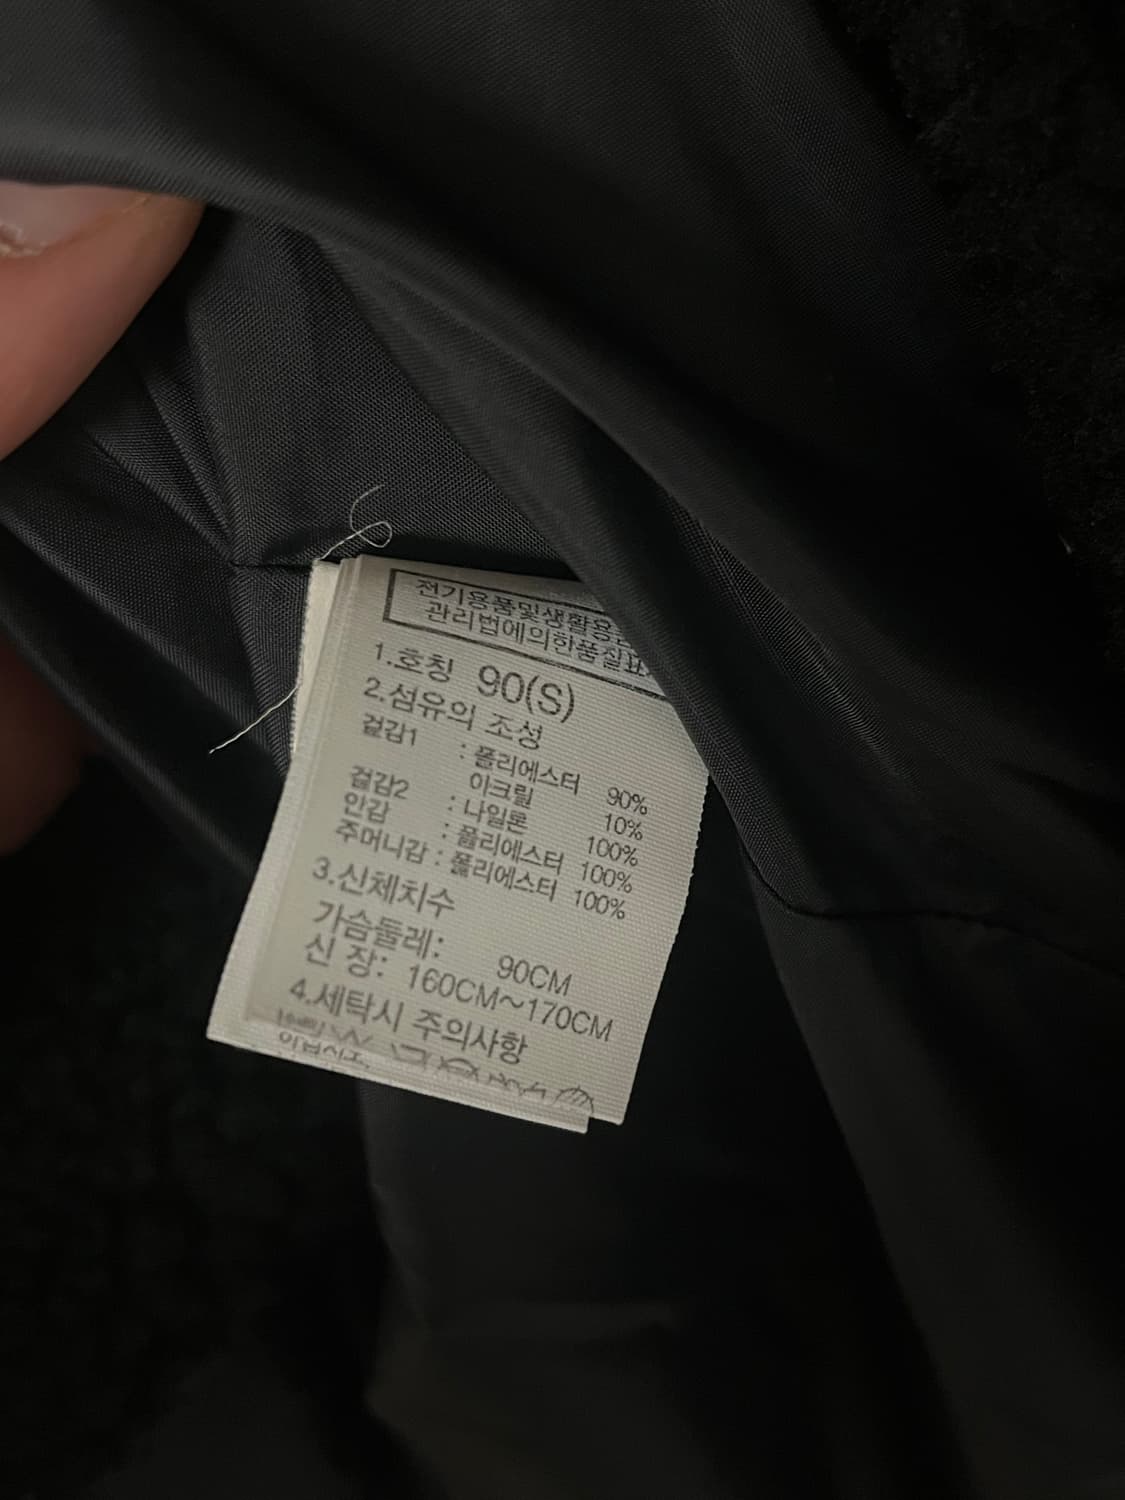 전기용품및생활용
관리법에의한품질표
1.호칭 90(S)
2.섬유의 조성
겉감1 : 폴리에스터 90%
아크릴 10%
겉감2 : 나일론 100%
안감 : 폴리에스터 100%
주머니감 : 폴리에스터 100%
3.신체치수
가슴둘레: 90CM
신 장: 160CM~170CM
4.세탁시 주의사항